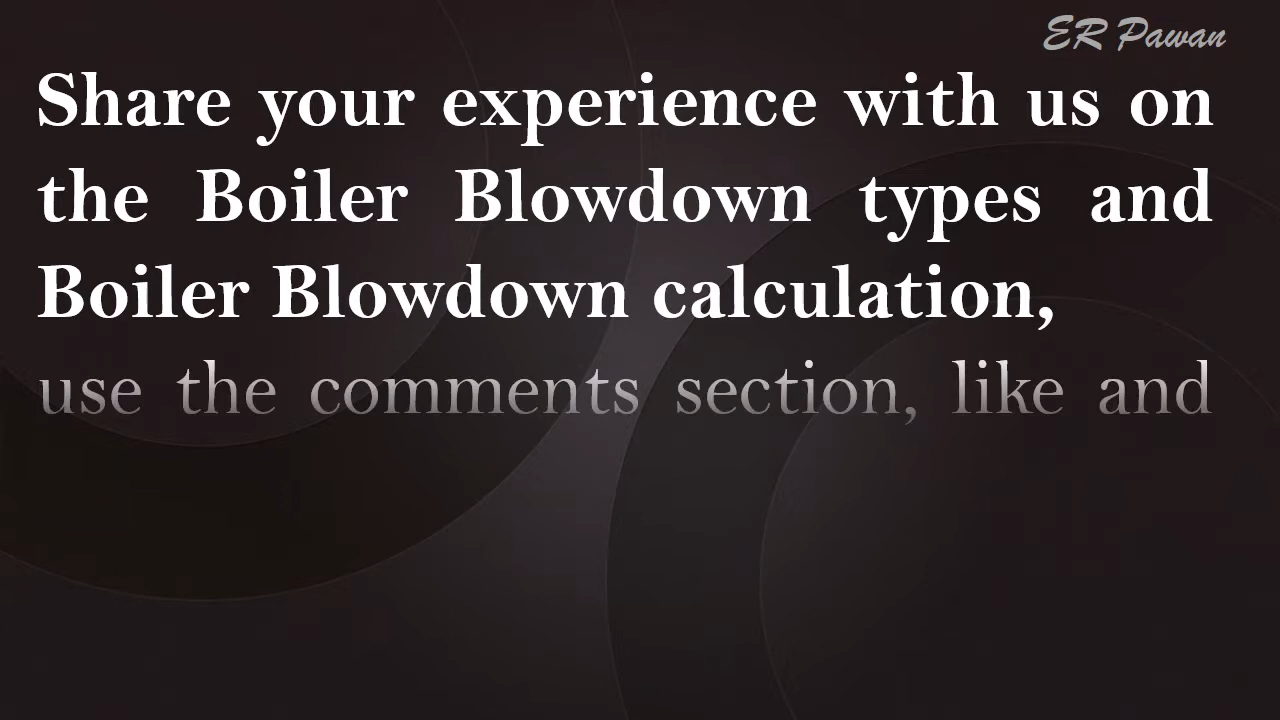 ER Pawan
Share your experience with us on
the Boiler Blowdown types and
Boiler Blowdown calculation,
use the comments section, like and